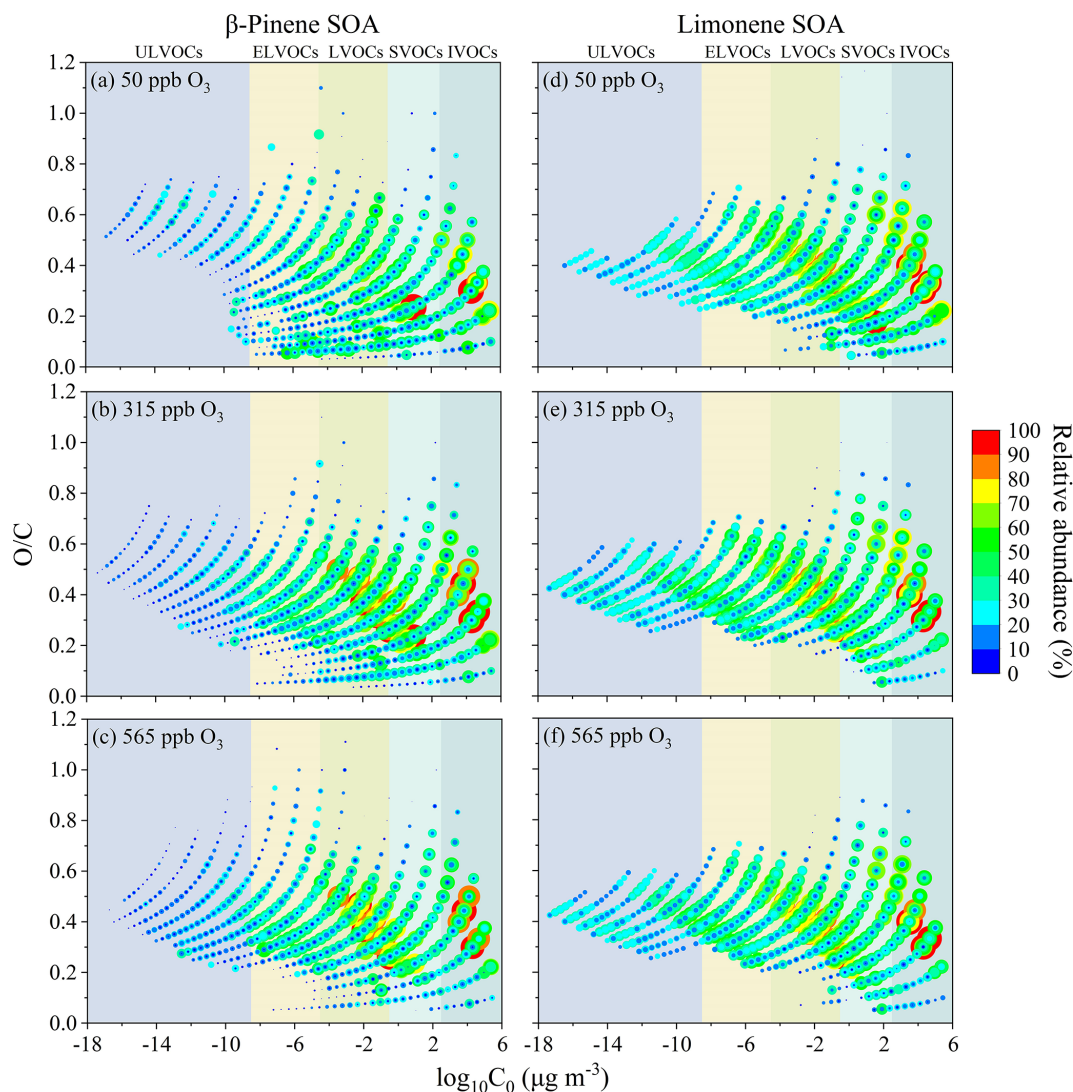 β-Pinene SOA
Limonene SOA
ULVOCs ELVOCs LVOCs SVOCs IVOCs
ULVOCs ELVOCs LVOCs SVOCs IVOCs
(a) 50 ppb O₃
(d) 50 ppb O₃
1.2
1.0
0.8
0.6
0.4
0.2
0.0
(b) 315 ppb O₃
(e) 315 ppb O₃
1.2
1.0
0.8
0.6
0.4
0.2
0.0
O/C
100
90
80
70
60
50
40
30
20
10
0
Relative abundance (%)
(c) 565 ppb O₃
(f) 565 ppb O₃
1.2
1.0
0.8
0.6
0.4
0.2
0.0
-18 -14 -10 -6 -2 2 6
-18 -14 -10 -6 -2 2 6
log₁₀C₀ (μg m⁻³)